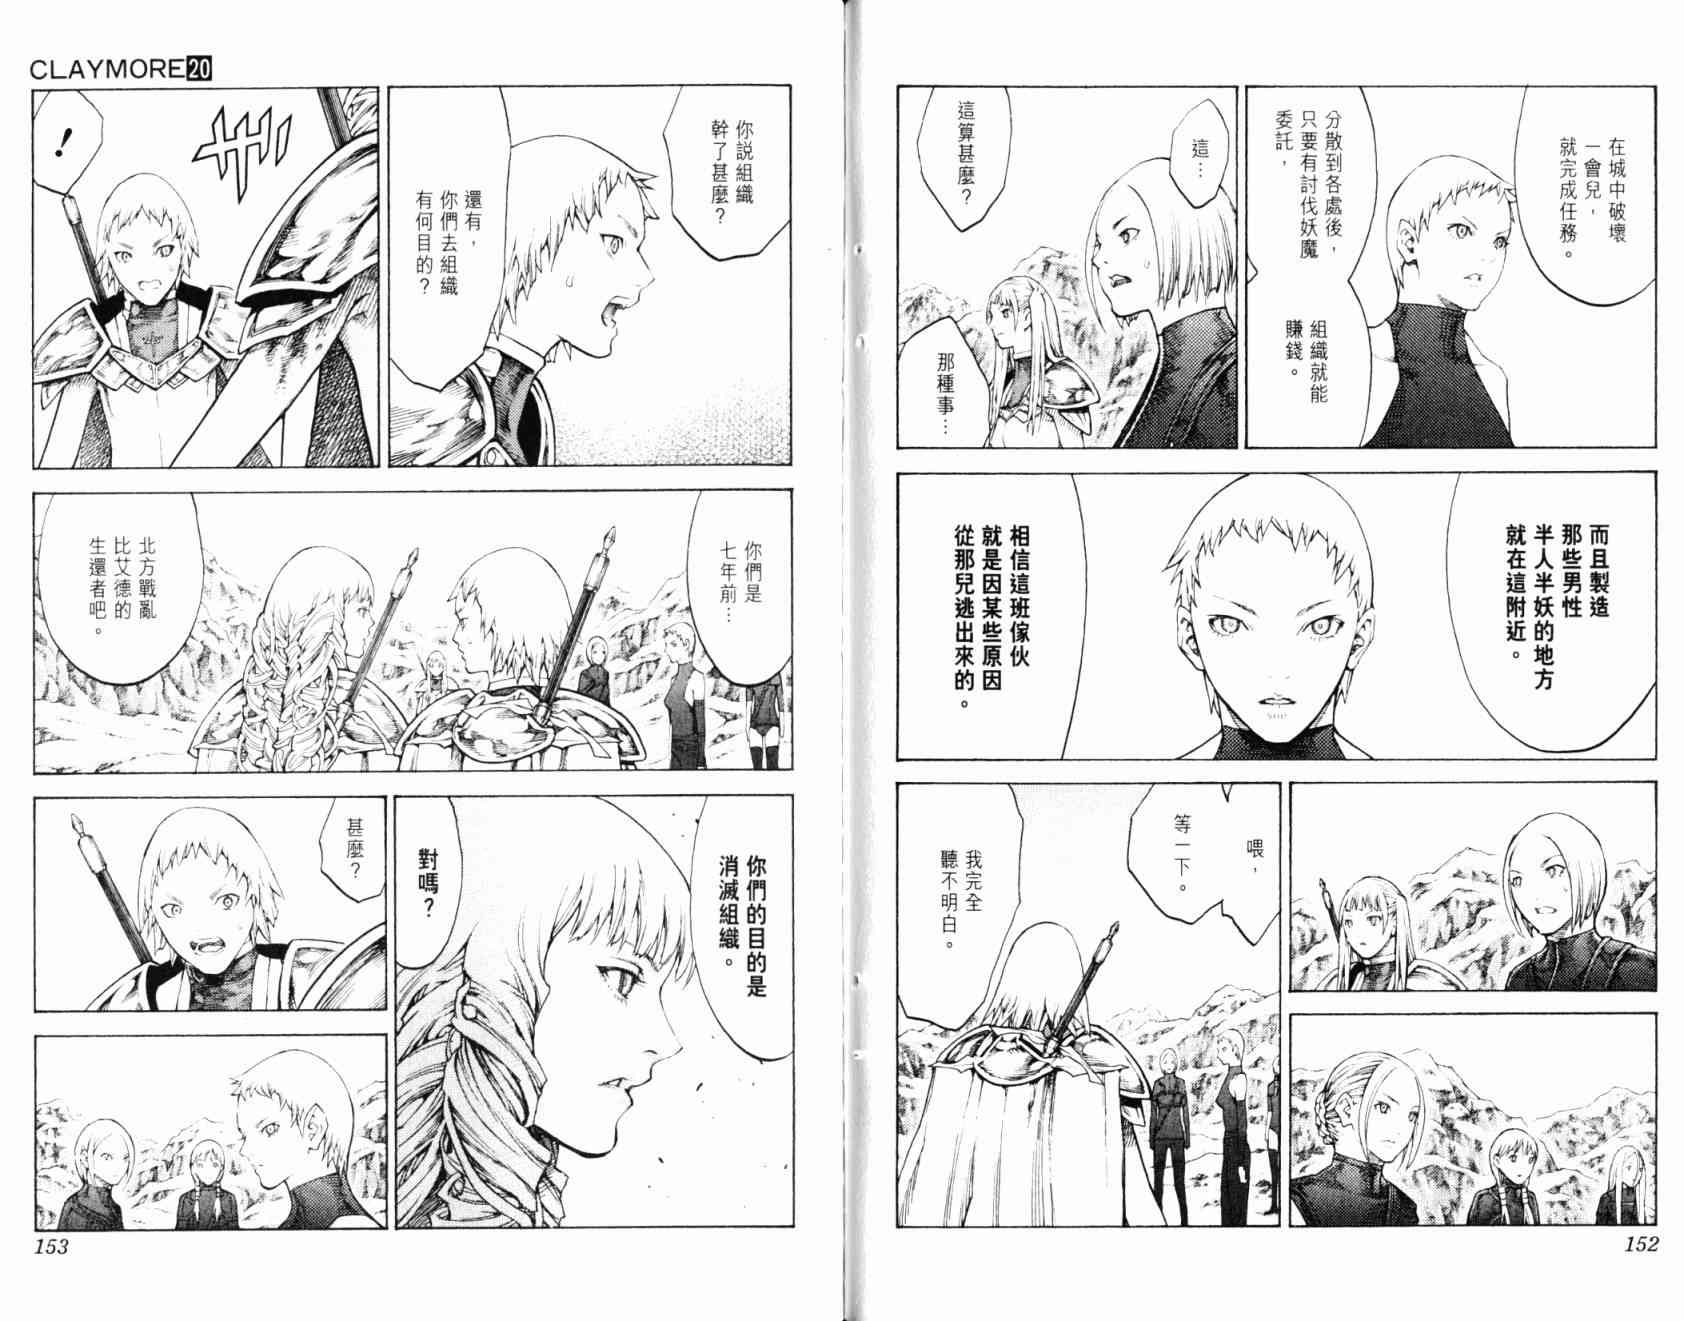 CLAYMORE20
在城中破壞
一會兒，
就完成任務。
分散到各處後，
只要有討伐妖魔
委託，
組織就能
賺錢。
這…
這算甚麼？
那種事…
而且製造
那些男性
半人半妖的地方
就在這附近。
相信這班傢伙
就是因某些原因
從那兒逃出來的。
喂，
等一下。
我完全
聽不明白。
152
你說組織
幹了甚麼？
還有，
你們去組織
有何目的？
！
你們是
七年前…
北方戰亂
比艾德的
生還者吧。
你們的目的是
消滅組織。
對嗎？
甚麼？
153